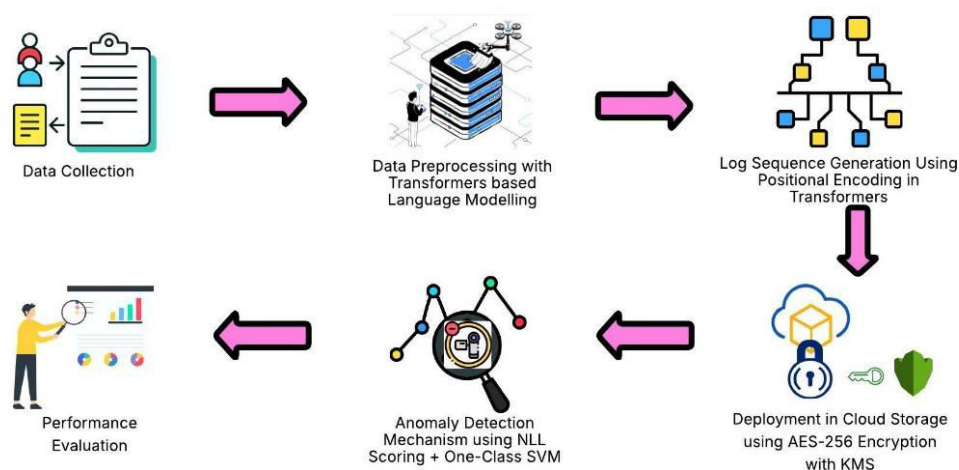 Data Collection
Data Preprocessing with
Transformers based
Language Modelling
Log Sequence Generation Using
Positional Encoding in
Transformers
Performance
Evaluation
Anomaly Detection
Mechanism using NLL
Scoring + One-Class SVM
Deployment in Cloud Storage
using AES-256 Encryption
with KMS